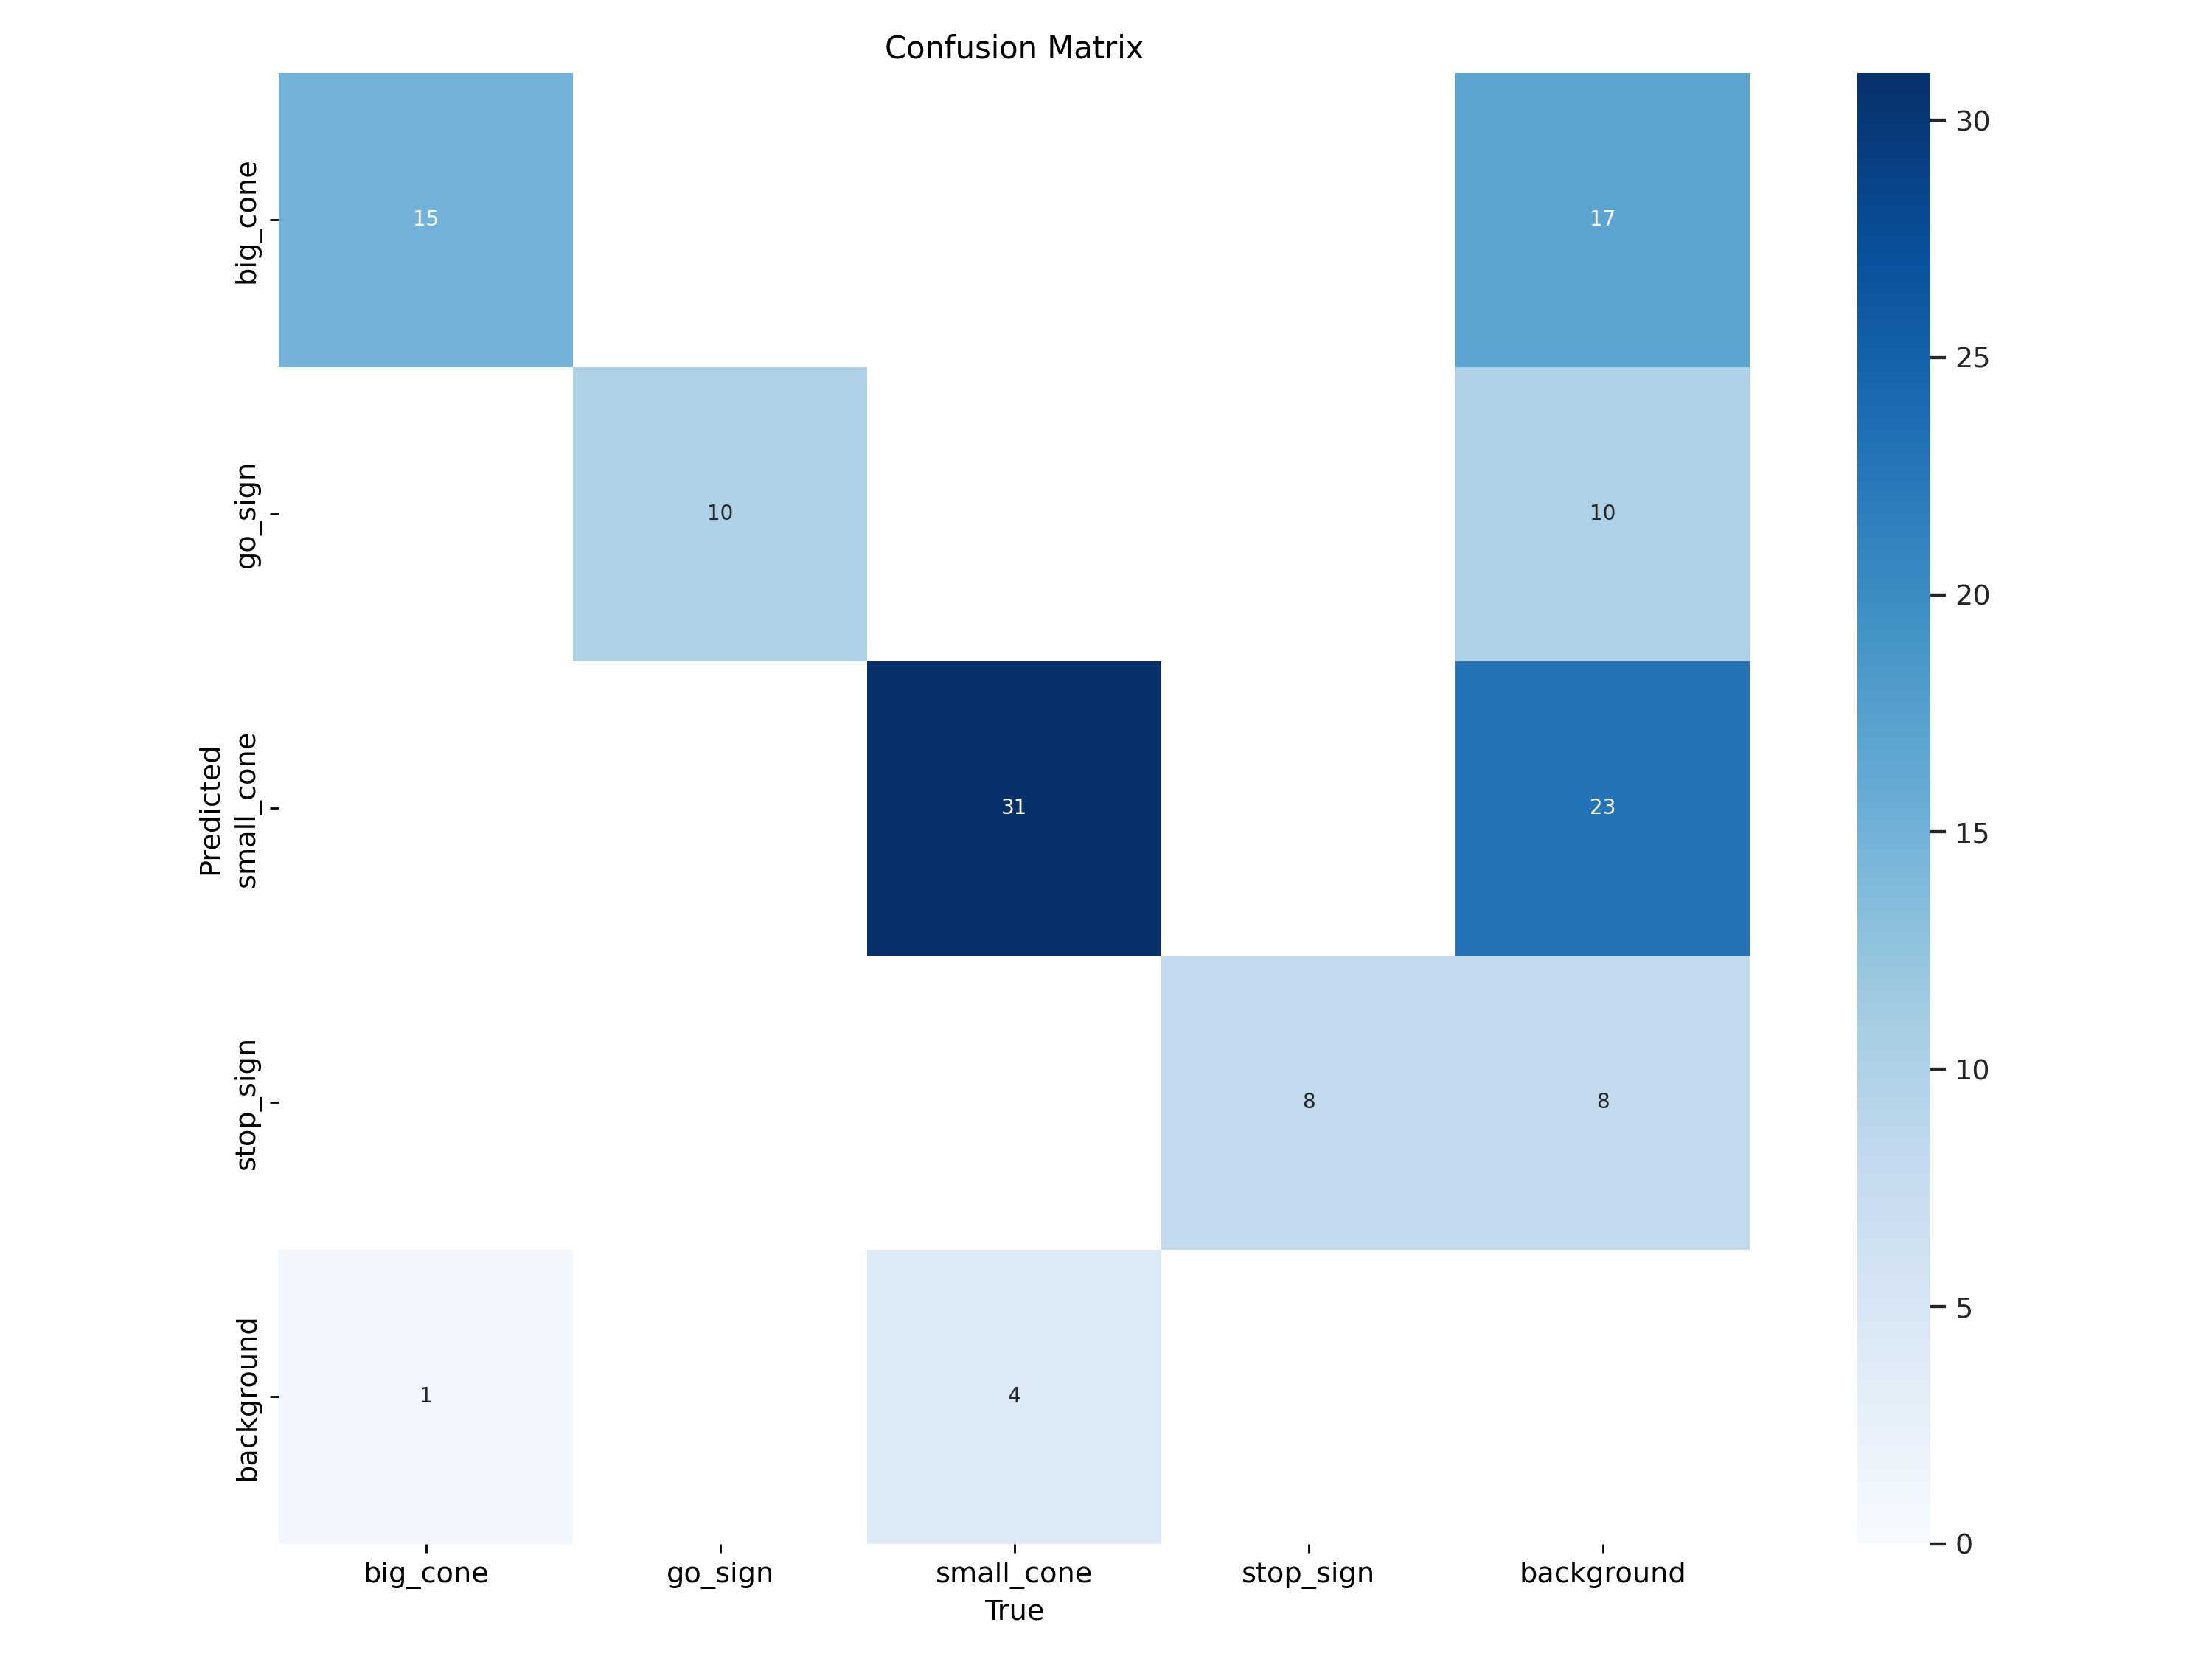 Confusion Matrix
big_cone
15
17
30
25
go_sign
10
10
20
Predicted
small_cone
31
23
15
stop_sign
8
8
10
background
1
4
5
0
big_cone go_sign small_cone stop_sign background
True